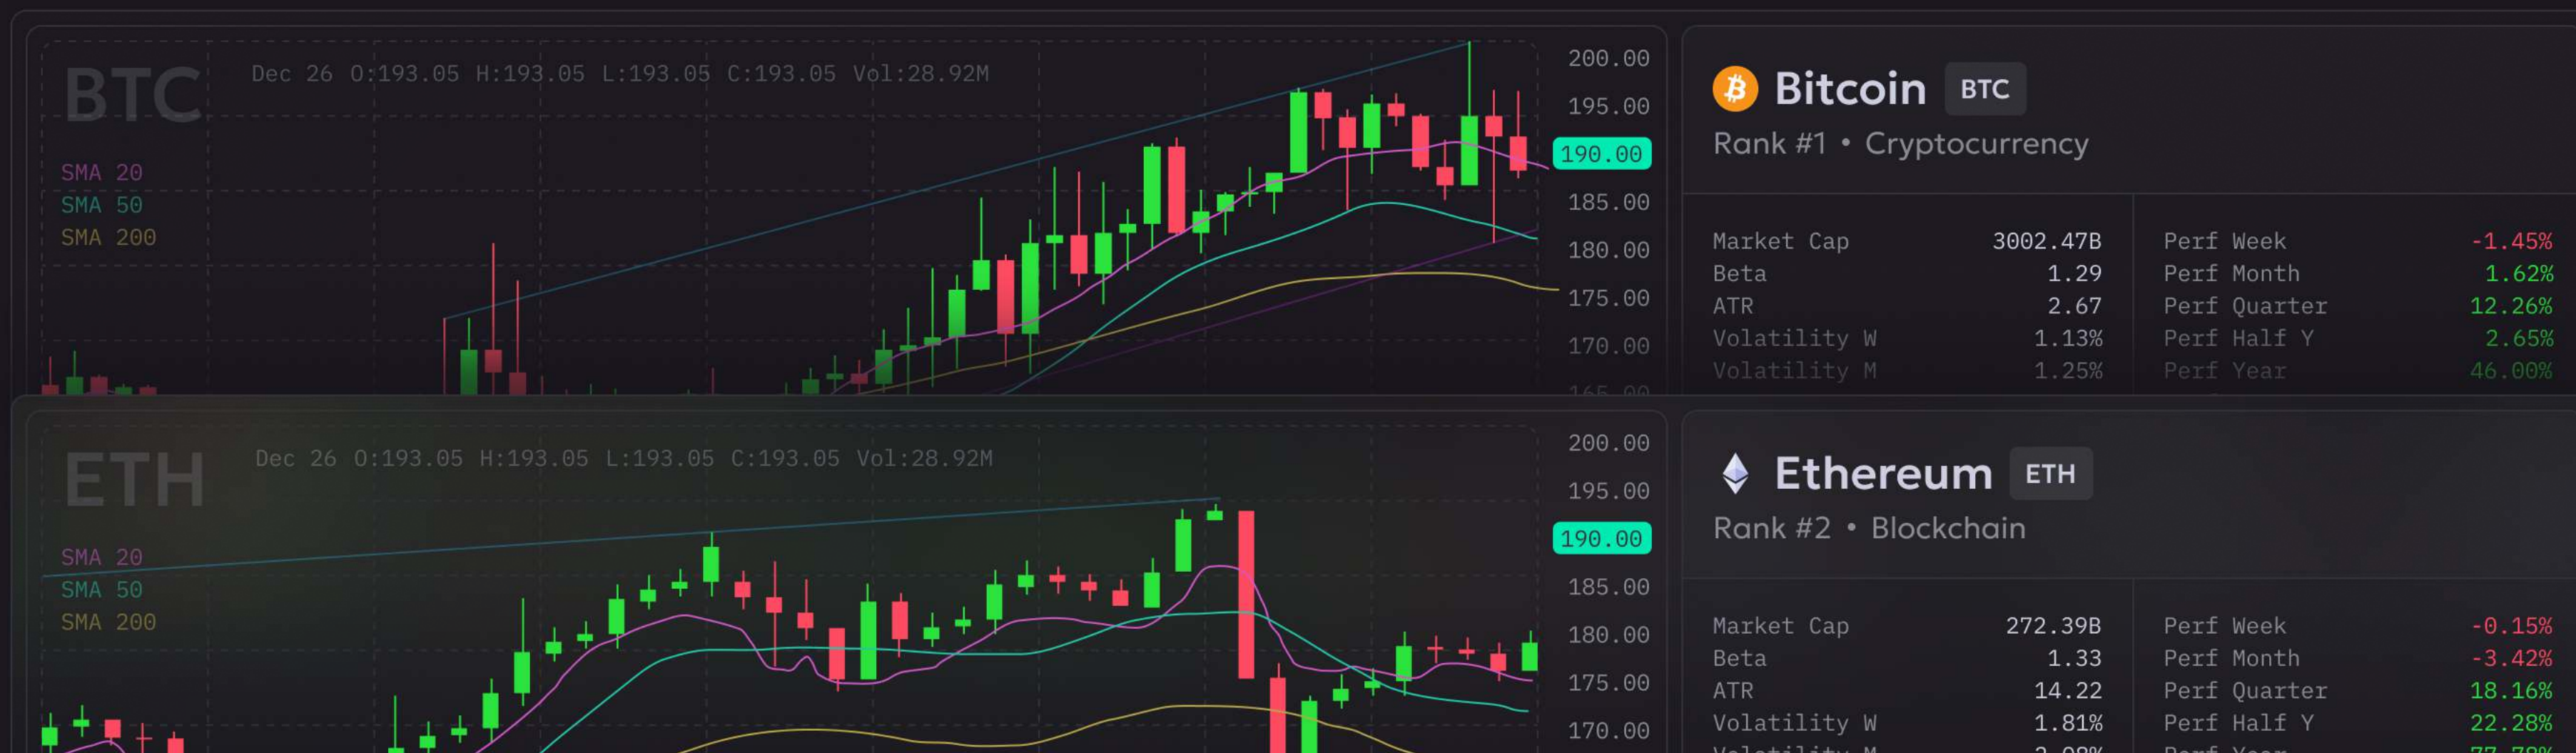 BTC
Dec 26 O:193.05 H:193.05 L:193.05 C:193.05 Vol:28.92M
SMA 20
SMA 50
SMA 200
200.00
195.00
190.00
185.00
180.00
175.00
170.00
165.00
Bitcoin BTC
Rank #1 • Cryptocurrency
Market Cap 3002.47B
Beta 1.29
ATR 2.67
Volatility W 1.13%
Volatility M 1.25%
Perf Week -1.45%
Perf Month 1.62%
Perf Quarter 12.26%
Perf Half Y 2.65%
Perf Year 46.00%
ETH
Dec 26 O:193.05 H:193.05 L:193.05 C:193.05 Vol:28.92M
SMA 20
SMA 50
SMA 200
200.00
195.00
190.00
185.00
180.00
175.00
170.00
Ethereum ETH
Rank #2 • Blockchain
Market Cap 272.39B
Beta 1.33
ATR 14.22
Volatility W 1.81%
Perf Week -0.15%
Perf Month -3.42%
Perf Quarter 18.16%
Perf Half Y 22.28%